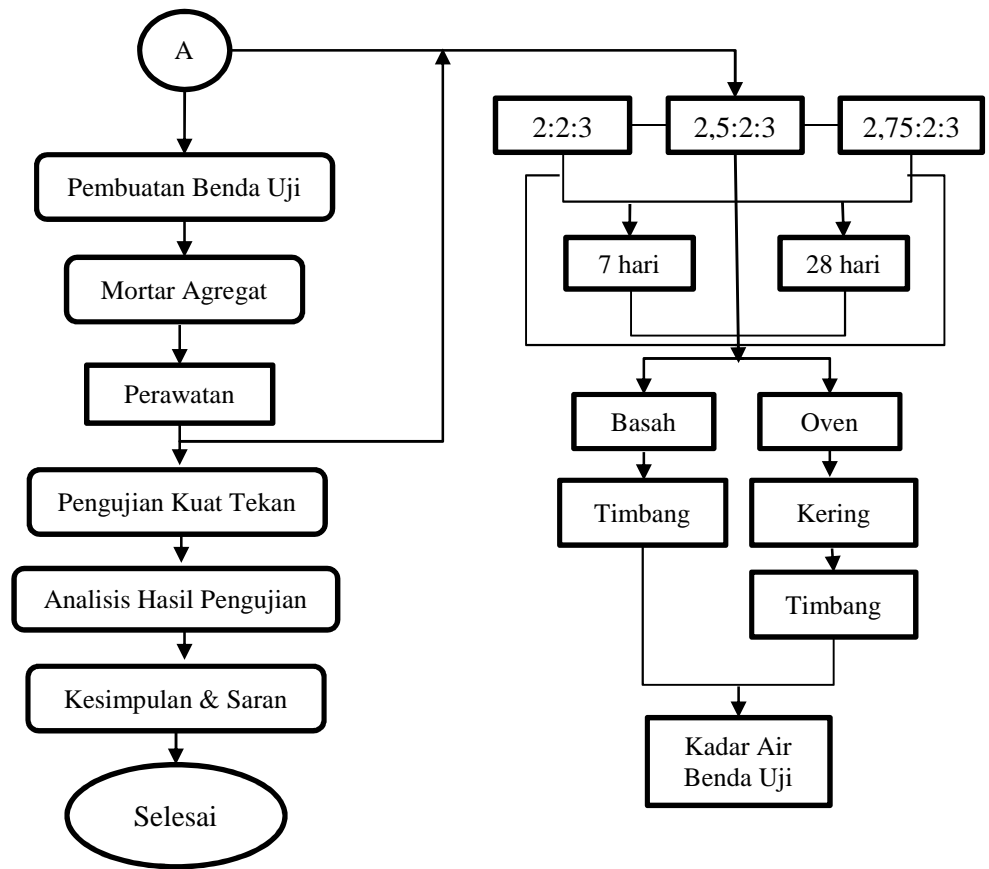 A
Pembuatan Benda Uji
Mortar Agregat
Perawatan
Pengujian Kuat Tekan
Analisis Hasil Pengujian
Kesimpulan & Saran
Selesai
2:2:3
2,5:2:3
2,75:2:3
7 hari
28 hari
Basah
Oven
Timbang
Kering
Timbang
Kadar Air
Benda Uji